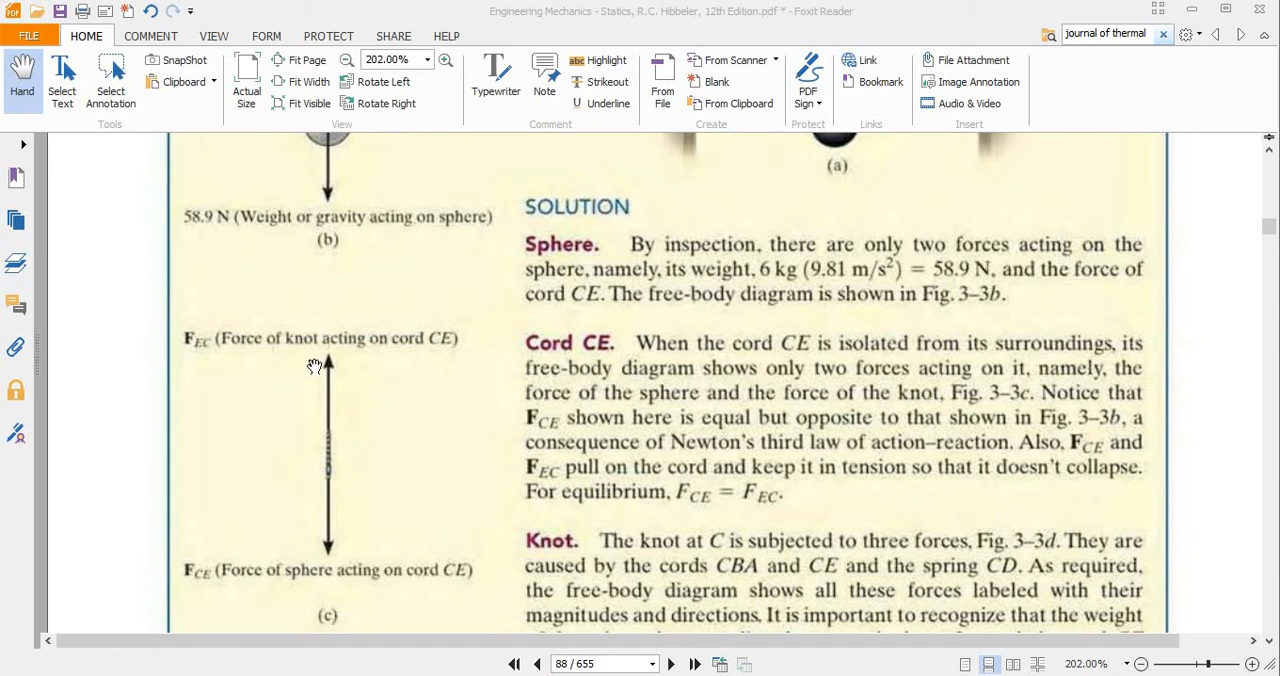 Engineering Mechanics - Statics, R.C. Hibbeler, 12th Edition.pdf * - Foxit Reader
FILE HOME COMMENT VIEW FORM PROTECT SHARE HELP journal of thermal
Hand Select Text Select Annotation SnapShot Clipboard Actual Size Fit Page Fit Width Fit Visible 202.00% Rotate Left Rotate Right Typewriter Note Highlight Strikeout Underline From File From Scanner Blank From Clipboard PDF Sign Link Bookmark File Attachment Image Annotation Audio & Video
Tools View Comment Create Protect Links Insert
(a)
58.9 N (Weight or gravity acting on sphere)
(b)
F_EC (Force of knot acting on cord CE)
F_CE (Force of sphere acting on cord CE)
(c)
SOLUTION
Sphere. By inspection, there are only two forces acting on the
sphere, namely, its weight, 6 kg (9.81 m/s²) = 58.9 N, and the force of
cord CE. The free-body diagram is shown in Fig. 3–3b.
Cord CE. When the cord CE is isolated from its surroundings, its
free-body diagram shows only two forces acting on it, namely, the
force of the sphere and the force of the knot, Fig. 3–3c. Notice that
F_CE shown here is equal but opposite to that shown in Fig. 3–3b, a
consequence of Newton's third law of action–reaction. Also, F_CE and
F_EC pull on the cord and keep it in tension so that it doesn't collapse.
For equilibrium, F_CE = F_EC.
Knot. The knot at C is subjected to three forces, Fig. 3–3d. They are
caused by the cords CBA and CE and the spring CD. As required,
the free-body diagram shows all these forces labeled with their
magnitudes and directions. It is important to recognize that the weight
88 / 655
202.00%